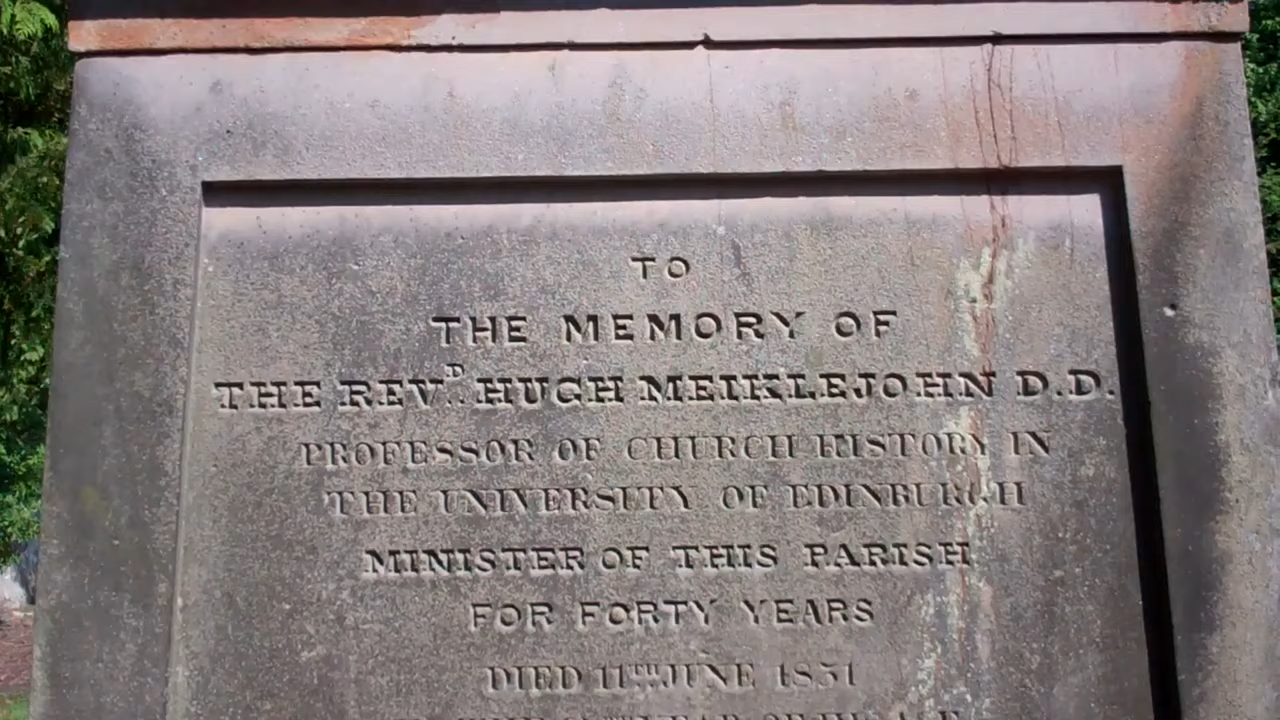 TO
THE MEMORY OF
THE REVD. HUGH MEIKLEJOHN D.D.
PROFESSOR OF CHURCH HISTORY IN
THE UNIVERSITY OF EDINBURGH
MINISTER OF THIS PARISH
FOR FORTY YEARS
DIED 11TH JUNE 1831